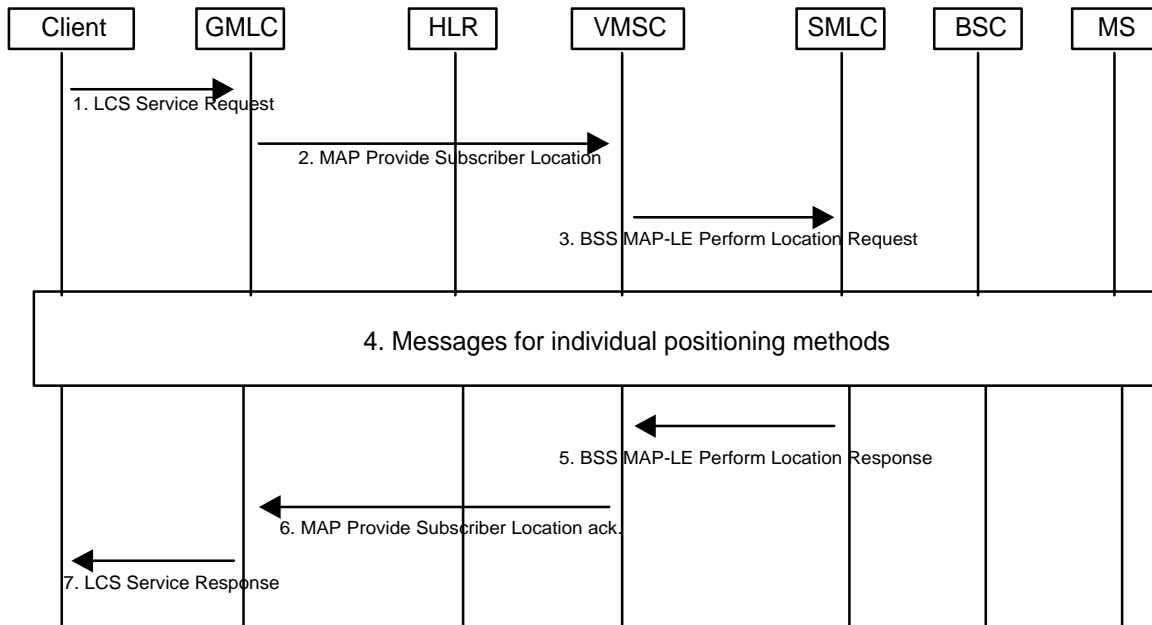 Client GMLC HLR VMSC SMLC BSC MS
1. LCS Service Request
2. MAP Provide Subscriber Location
3. BSS MAP-LE Perform Location Request
4. Messages for individual positioning methods
5. BSS MAP-LE Perform Location Response
6. MAP Provide Subscriber Location ack.
7. LCS Service Response